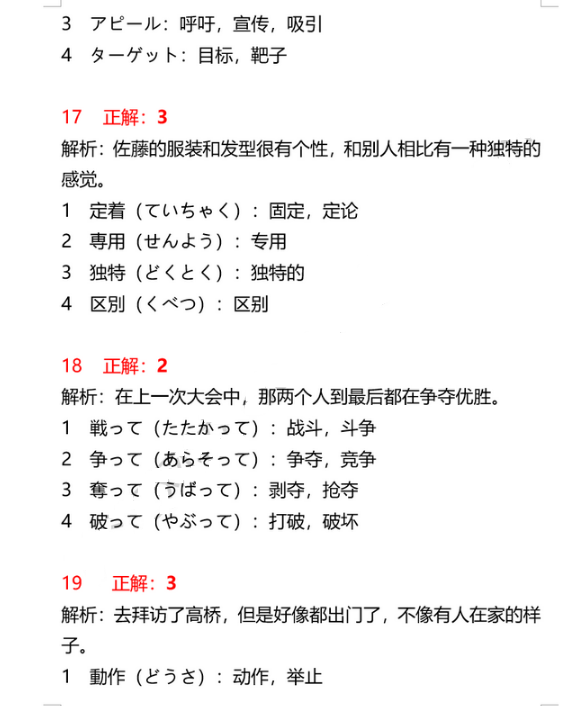 3 アピール：呼吁，宣传，吸引
4 ターゲット：目标，靶子
17 正解：3
解析：佐藤的服装和发型很有个性，和别人相比有一种独特的
感觉。
1 定着（ていちゃく）：固定，定论
2 専用（せんよう）：专用
3 独特（どくとく）：独特的
4 区別（くべつ）：区别
18 正解：2
解析：在上一次大会中，那两个人到最后都在争夺优胜。
1 戦って（たたかって）：战斗，斗争
2 争って（あらそって）：争夺，竞争
3 奪って（うばって）：剥夺，抢夺
4 破って（やぶって）：打破，破坏
19 正解：3
解析：去拜访了高桥，但是好像都出门了，不像有人在家的样
子。
1 動作（どうさ）：动作，举止